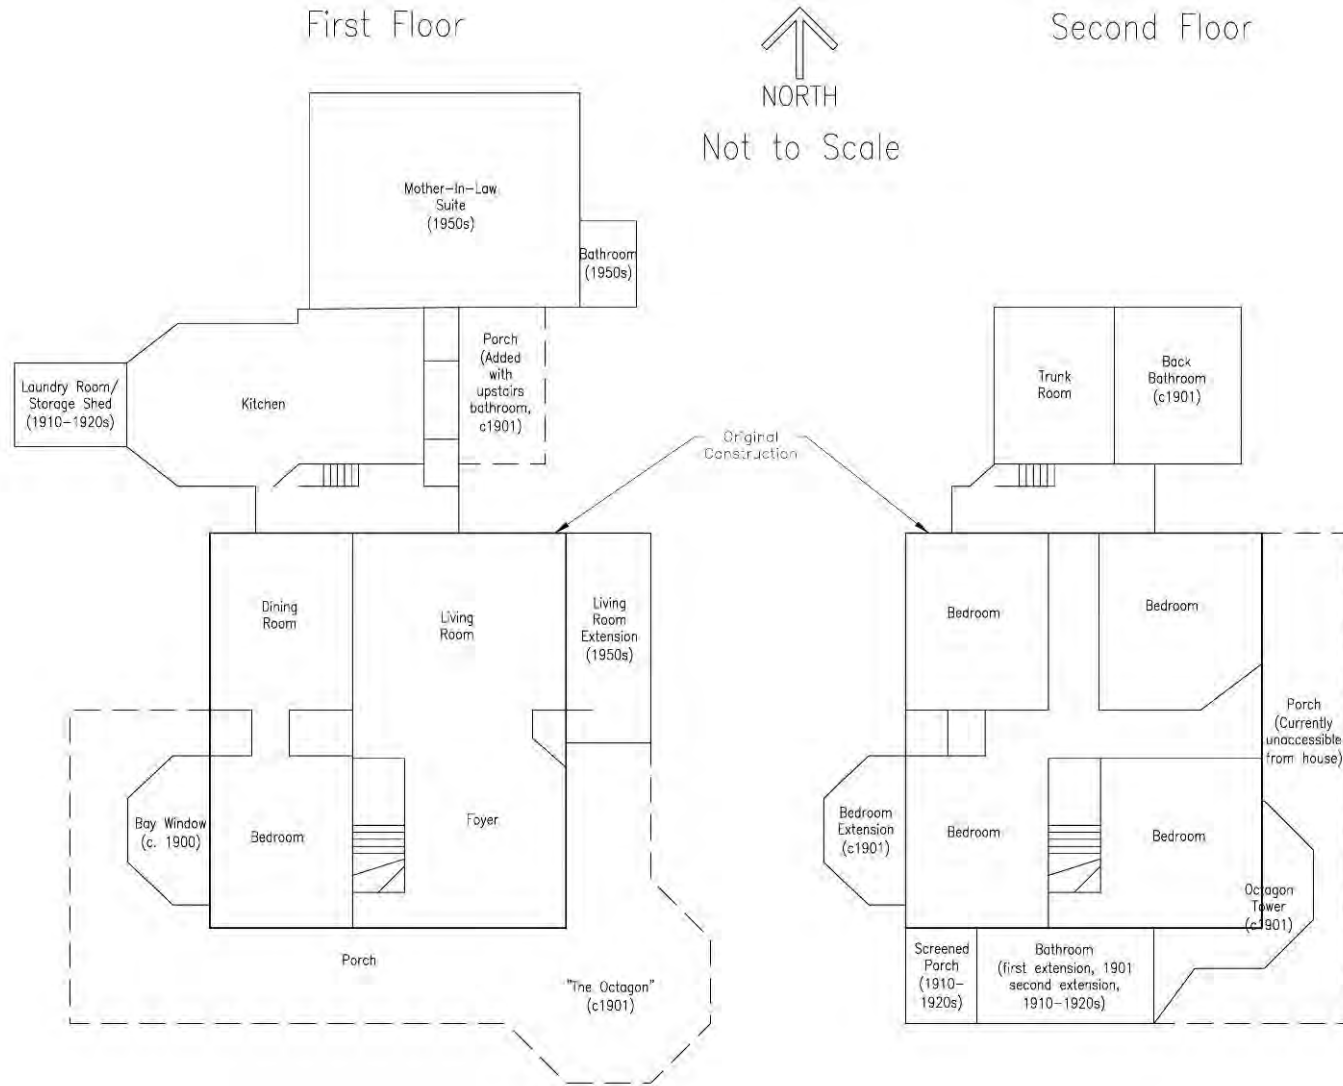 First Floor
NORTH
Not to Scale
Second Floor
Mother-In-Law
Suite
(1950s)
Bathroom
(1950s)
Porch
(Added
with
upstairs
bathroom,
c1901)
Laundry Room/
Storage Shed
(1910-1920s)
Kitchen
Trunk
Room
Back
Bathroom
(c1901)
Original
Construction
Dining
Room
Living
Room
Living
Room
Extension
(1950s)
Bedroom
Bedroom
Porch
(Currently
unaccessible
from house)
Bay Window
(c. 1900)
Bedroom
Foyer
Bedroom
Extension
(c1901)
Bedroom
Bedroom
Octagon
Tower
(c1901)
Porch
"The Octagon"
(c1901)
Screened
Porch
(1910-
1920s)
Bathroom
(first extension, 1901
second extension,
1910-1920s)